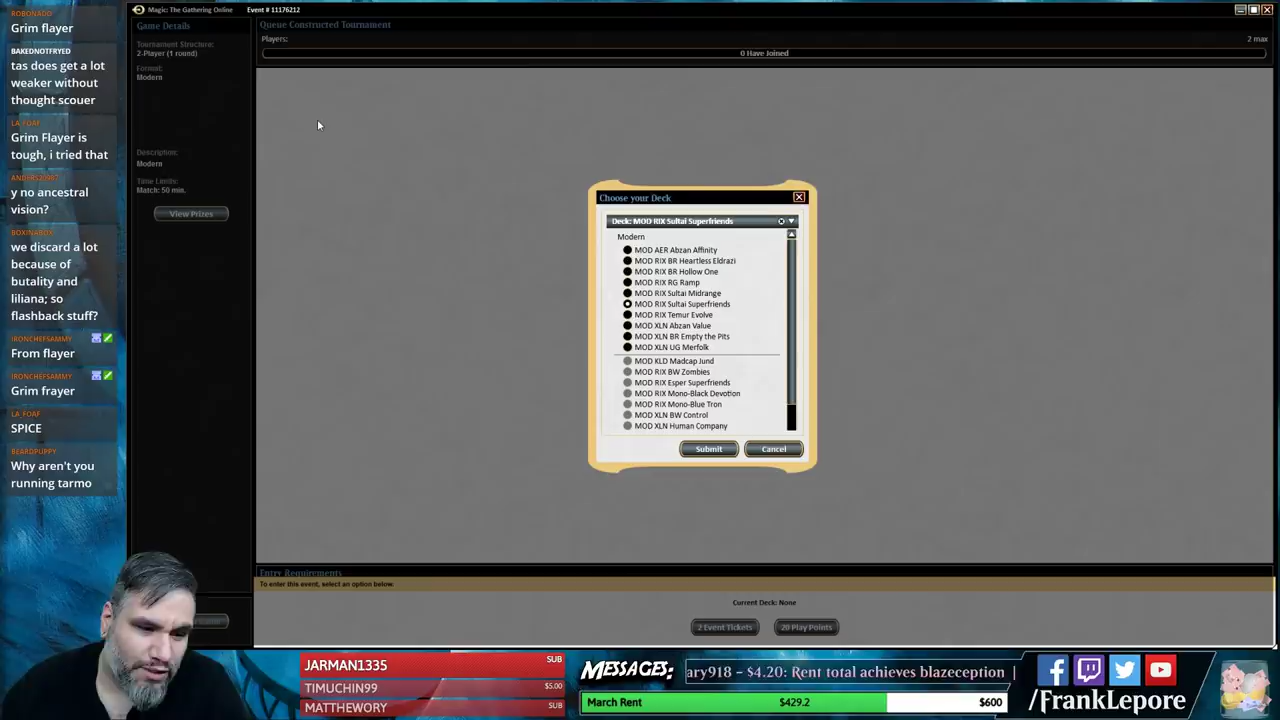 ROBONADO
Grim flayer
BAKEDNOTFRYED
tas does get a lot
weaker without
thought scouer
LA_FOAF
Grim Flayer is
tough, i tried that
y no ancestral
vision?
we discard a lot
because of
brutality and
liliana; so
flashback stuff?
IRONCHEFSAMMY
From flayer
IRONCHEFSAMMY
Grim frayer
LA_FOAF
SPICE
BEARDPUPPY
Why aren't you
running tarmo
Magic: The Gathering Online Event # 11176212
Game Details
Tournament Structure:
2-Player (1 round)
Format:
Modern
Description:
Modern
Time Limits:
Match: 50 min.
View Prizes
Queue Constructed Tournament
Players:
2 max
0 Have Joined
Choose your Deck
Deck: MOD RIX Sultai Superfriends
Modern
MOD AER Abzan Affinity
MOD RIX BR Heartless Eldrazi
MOD RIX BR Hollow One
MOD RIX RG Ramp
MOD RIX Sultai Midrange
MOD RIX Sultai Superfriends
MOD RIX Temur Evolve
MOD XLN Abzan Value
MOD XLN BR Empty the Pits
MOD XLN UG Merfolk
MOD KLD Madcap Jund
MOD RIX BW Zombies
MOD RIX Esper Superfriends
MOD RIX Mono-Black Devotion
MOD RIX Mono-Blue Tron
MOD XLN BW Control
MOD XLN Human Company
Submit
Cancel
Entry Requirements
To enter this event, select an option below.
Current Deck: None
2 Event Tickets
20 Play Points
JARMAN1335 SUB
TIMUCHIN99 $5.00
MATTHEWORY SUB
MESSAGES:
ary918 – $4.20: Rent total achieves blazeception |
March Rent $429.2 $600
/FrankLepore